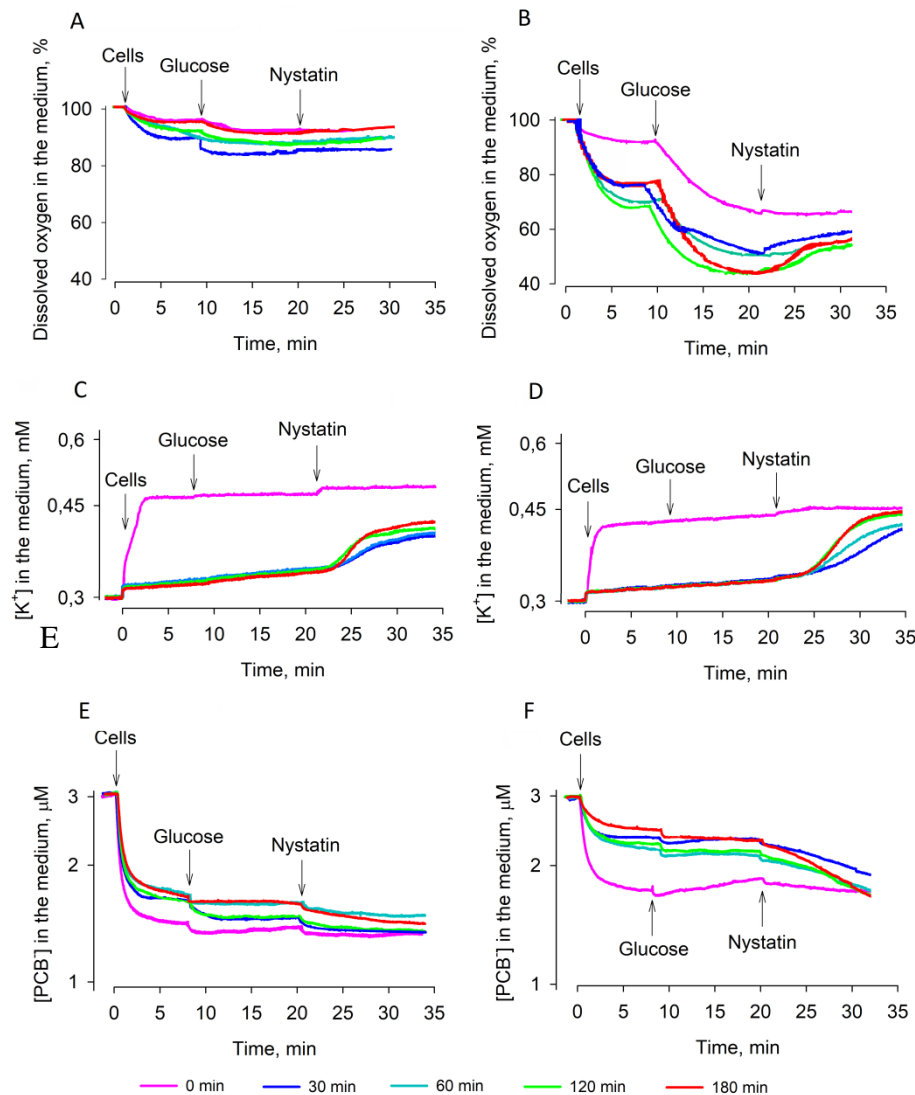 A
B
Cells
Glucose
Nystatin
Dissolved oxygen in the medium, %
100
80
60
40
0 5 10 15 20 25 30 35
Time, min
Cells
Glucose
Nystatin
Dissolved oxygen in the medium, %
100
80
60
40
0 5 10 15 20 25 30 35
Time, min
C
D
Cells
Glucose
Nystatin
[K⁺] in the medium, mM
0,6
0,45
0,3
0 5 10 15 20 25 30 35
Time, min
Cells
Glucose
Nystatin
[K⁺] in the medium, mM
0,6
0,45
0,3
0 5 10 15 20 25 30 35
Time, min
E
E
F
Cells
Glucose
Nystatin
[PCB⁻] in the medium, µM
3
2
1
0 5 10 15 20 25 30 35
Time, min
Cells
Glucose
Nystatin
[PCB⁻] in the medium, µM
3
2
1
0 5 10 15 20 25 30 35
Time, min
0 min 30 min 60 min 120 min 180 min